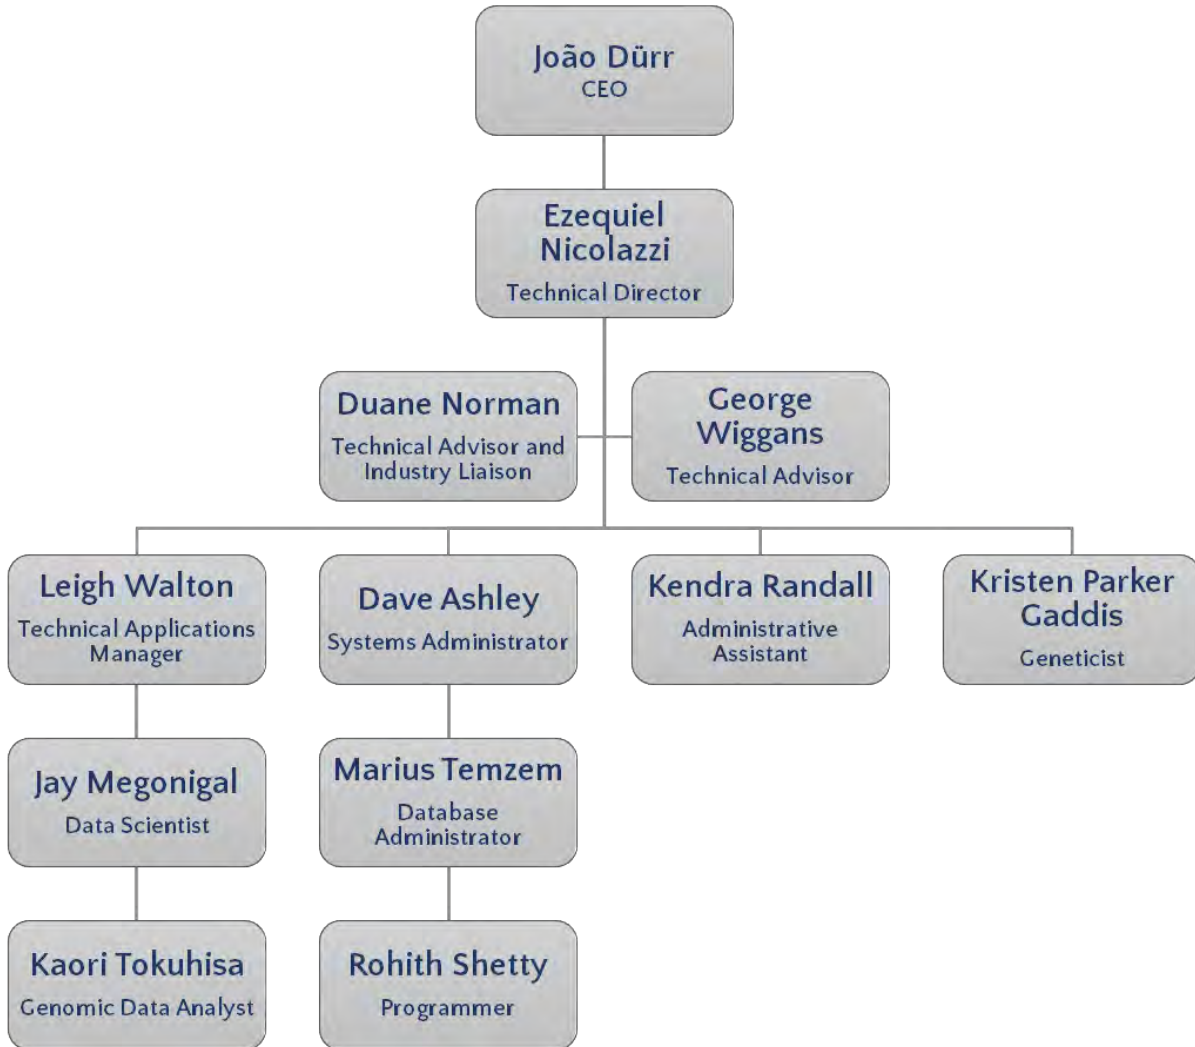 João Dürr
CEO
Ezequiel
Nicolazzi
Technical Director
Duane Norman
Technical Advisor and
Industry Liaison
George
Wiggans
Technical Advisor
Leigh Walton
Technical Applications
Manager
Dave Ashley
Systems Administrator
Kendra Randall
Administrative
Assistant
Kristen Parker
Gaddis
Geneticist
Jay Megonigal
Data Scientist
Marius Temzem
Database
Administrator
Kaori Tokuhisa
Genomic Data Analyst
Rohith Shetty
Programmer